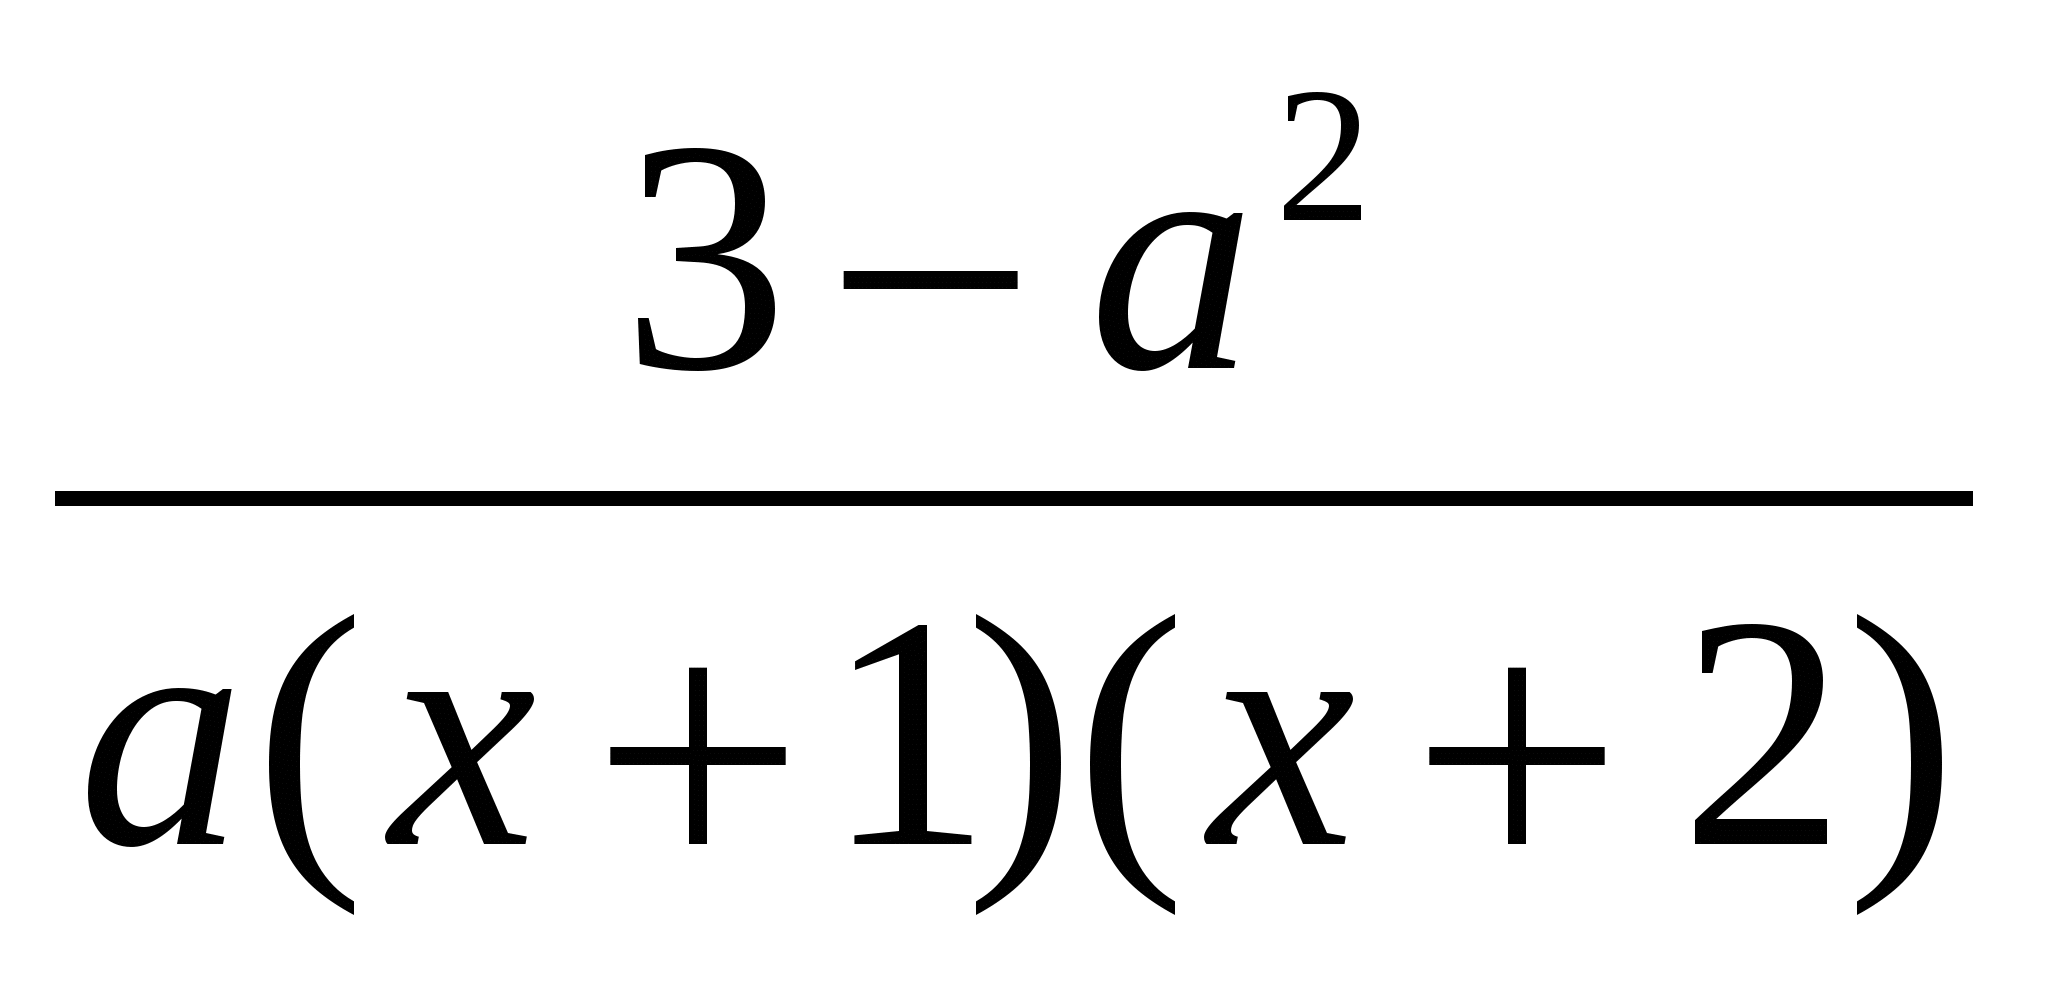 3 − a²
a(x + 1)(x + 2)